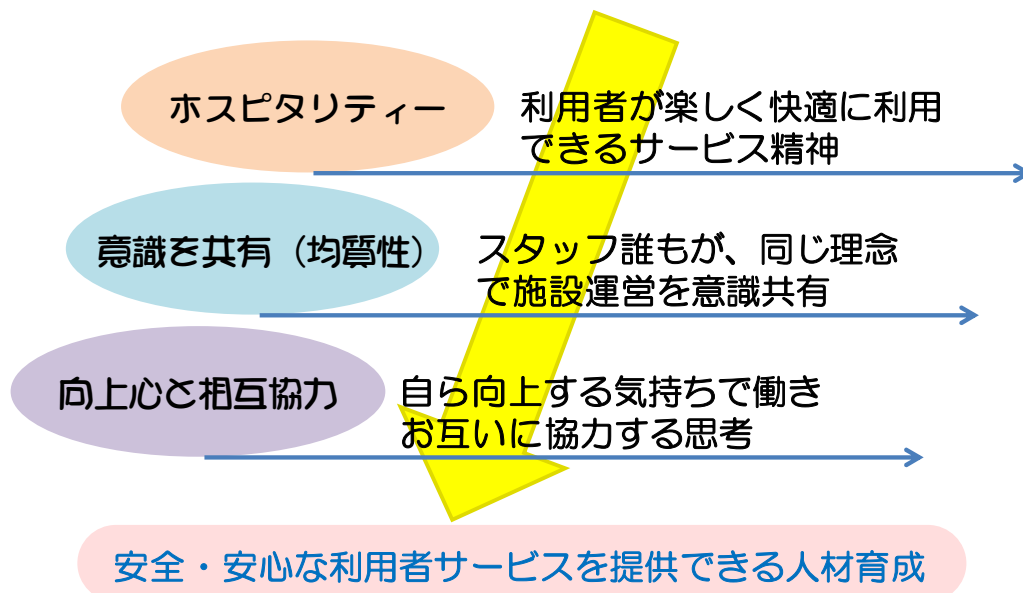 ホスピタリティー
利用者が楽しく快適に利用
できるサービス精神
意識を共有（均質性）
スタッフ誰もが、同じ理念
で施設運営を意識共有
向上心と相互協力
自ら向上する気持ちで働き
お互いに協力する思考
安全・安心な利用者サービスを提供できる人材育成